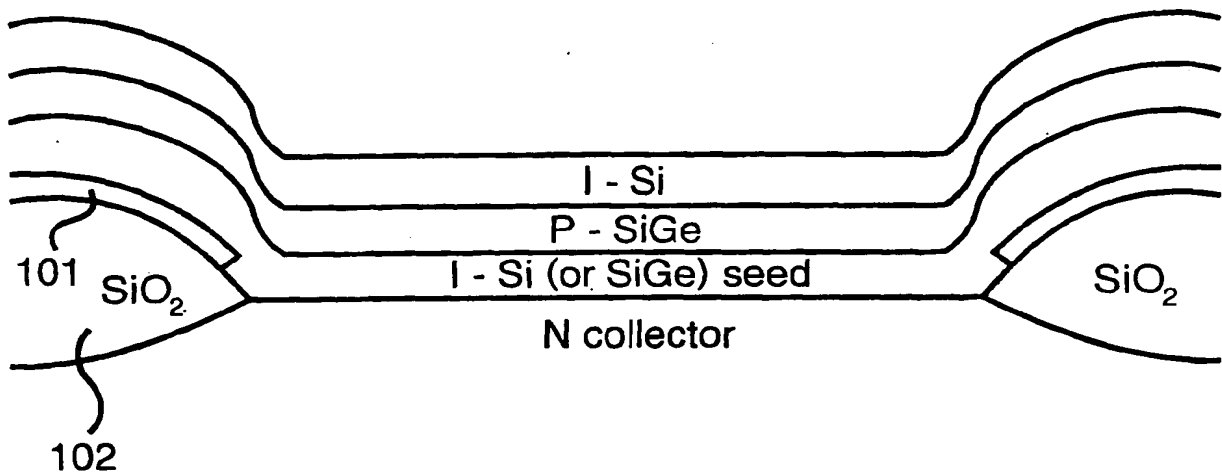 I - Si
P - SiGe
I - Si (or SiGe) seed
101
SiO₂
SiO₂
N collector
102